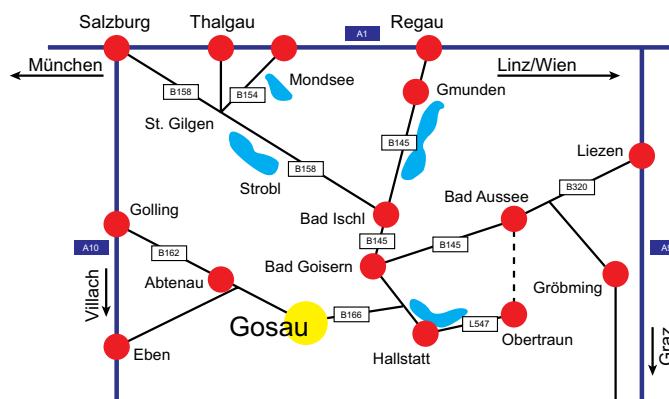 Salzburg
Thalgau
A1
Regau
München
Mondsee
Linz/Wien
B158
B154
Gmunden
St. Gilgen
B145
Liezen
Strobl
B158
B320
Bad Aussee
Golling
Bad Ischl
A10
B162
B145
B145
Bad Goisern
Villach
Abtenau
Gröbming
Gosau
B166
L547
Obertraun
Eben
Hallstatt
Graz